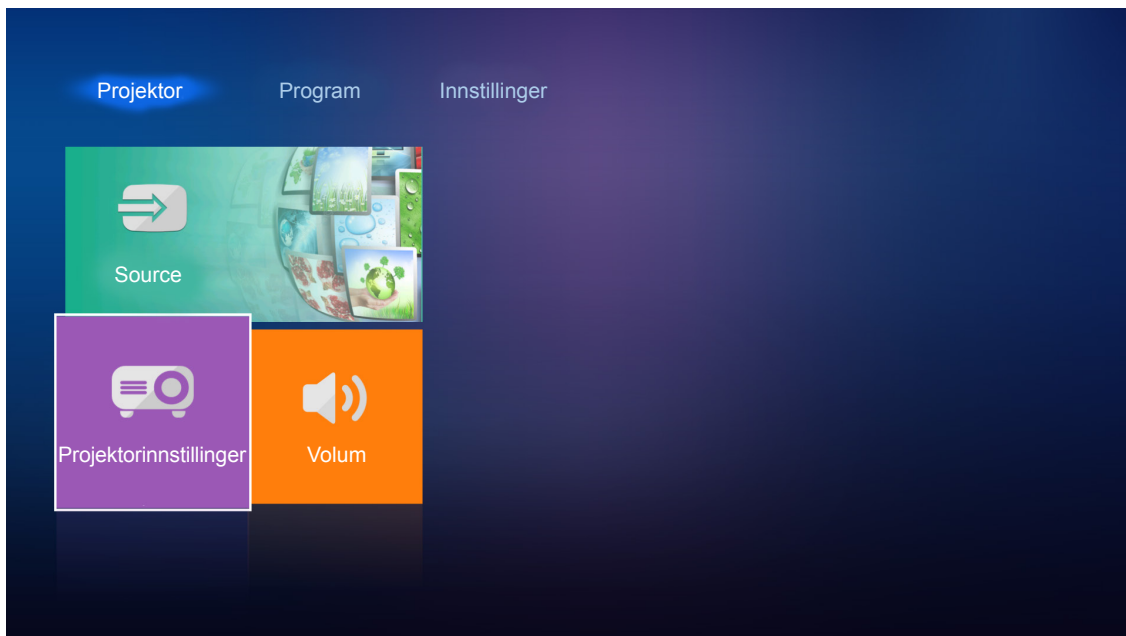 Projektor
Program
Innstillinger
Source
Projektorinnstillinger
Volum